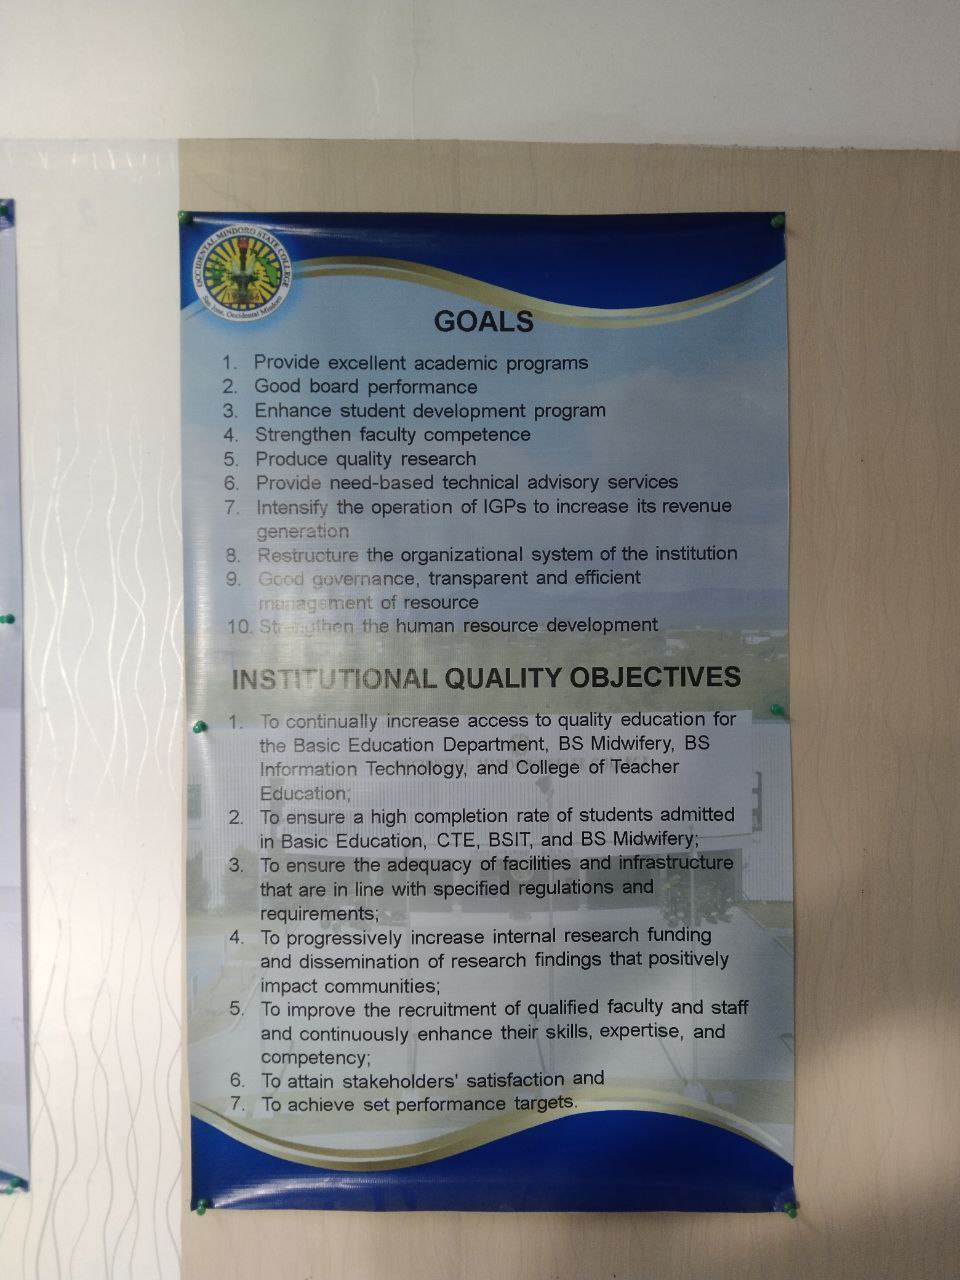 OCCIDENTAL MINDORO STATE COLLEGE
San Jose, Occidental Mindoro
GOALS
1. Provide excellent academic programs
2. Good board performance
3. Enhance student development program
4. Strengthen faculty competence
5. Produce quality research
6. Provide need-based technical advisory services
7. Intensify the operation of IGPs to increase its revenue
generation
8. Restructure the organizational system of the institution
9. Good governance, transparent and efficient
management of resource
10. Strengthen the human resource development
INSTITUTIONAL QUALITY OBJECTIVES
1. To continually increase access to quality education for
the Basic Education Department, BS Midwifery, BS
Information Technology, and College of Teacher
Education;
2. To ensure a high completion rate of students admitted
in Basic Education, CTE, BSIT, and BS Midwifery;
3. To ensure the adequacy of facilities and infrastructure
that are in line with specified regulations and
requirements;
4. To progressively increase internal research funding
and dissemination of research findings that positively
impact communities;
5. To improve the recruitment of qualified faculty and staff
and continuously enhance their skills, expertise, and
competency;
6. To attain stakeholders' satisfaction and
7. To achieve set performance targets.